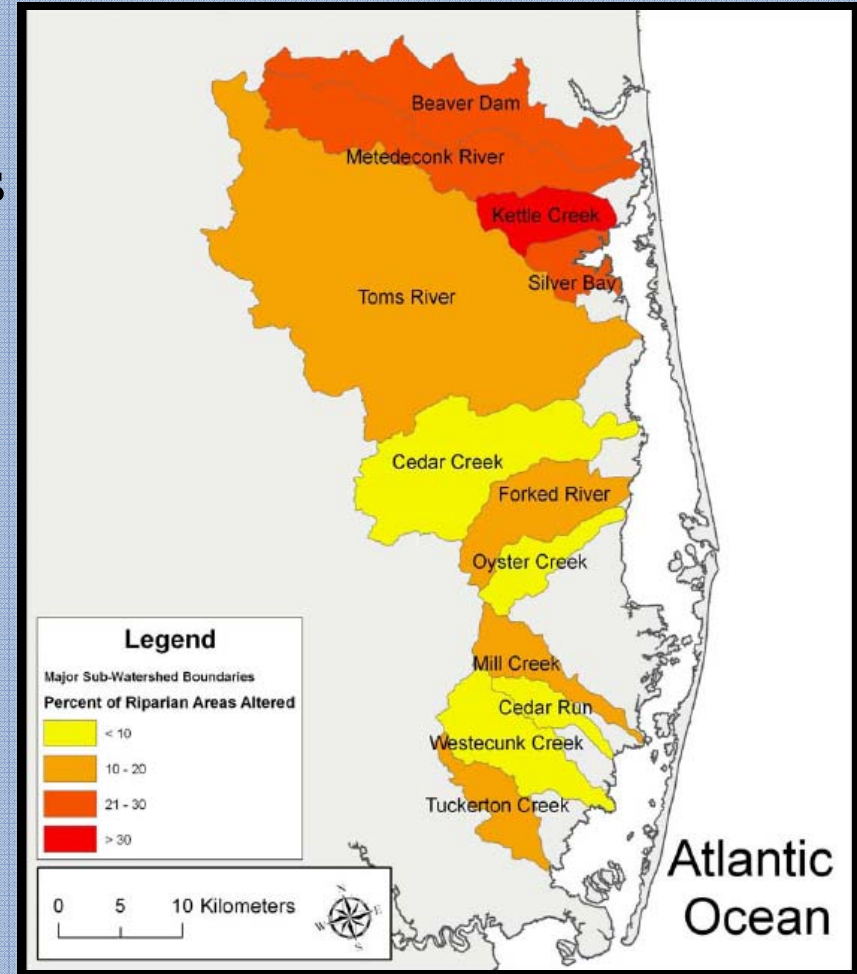 s
Beaver Dam
Metedeconk River
Kettle Creek
Silver Bay
Toms River
Cedar Creek
Forked River
Oyster Creek
Mill Creek
Cedar Run
Westecunk Creek
Tuckerton Creek
Legend
Major Sub-Watershed Boundaries
Percent of Riparian Areas Altered
< 10
10 - 20
21 - 30
> 30
0 5 10 Kilometers
N
W E
S
Atlantic
Ocean